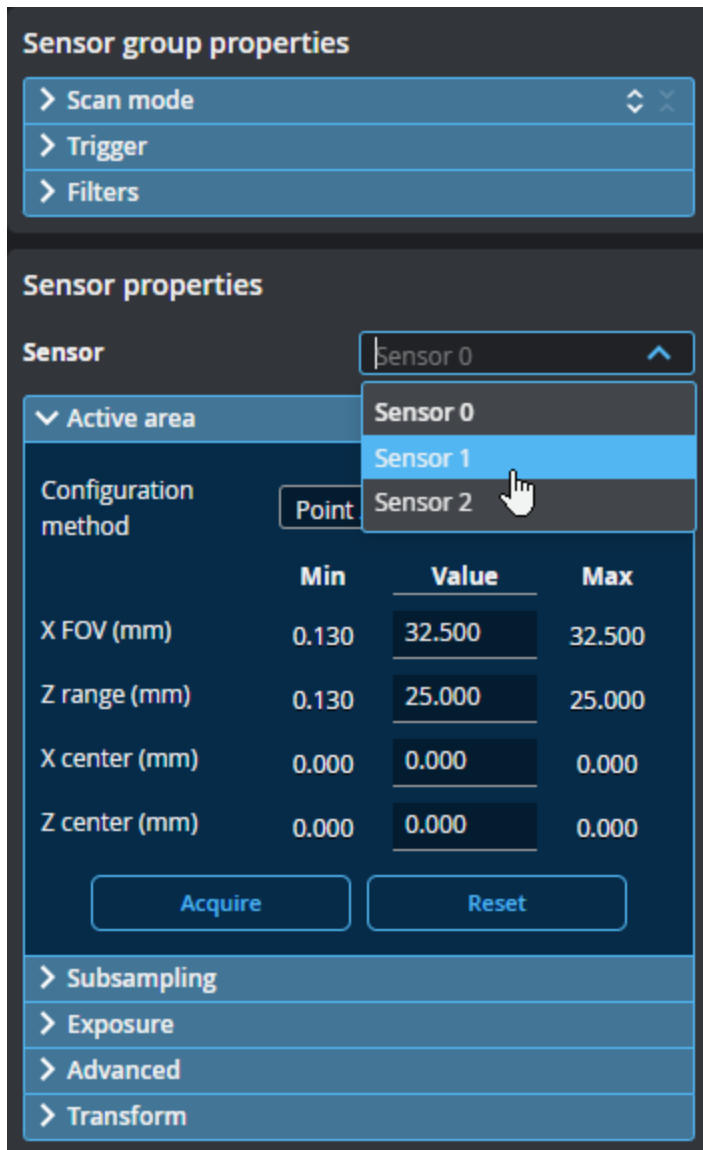 Sensor group properties
Scan mode
Trigger
Filters
Sensor properties
Sensor Sensor 0
Active area
Sensor 0
Sensor 1
Sensor 2
Configuration method
Point
Min Value Max
X FOV (mm) 0.130 32.500 32.500
Z range (mm) 0.130 25.000 25.000
X center (mm) 0.000 0.000 0.000
Z center (mm) 0.000 0.000 0.000
Acquire Reset
Subsampling
Exposure
Advanced
Transform